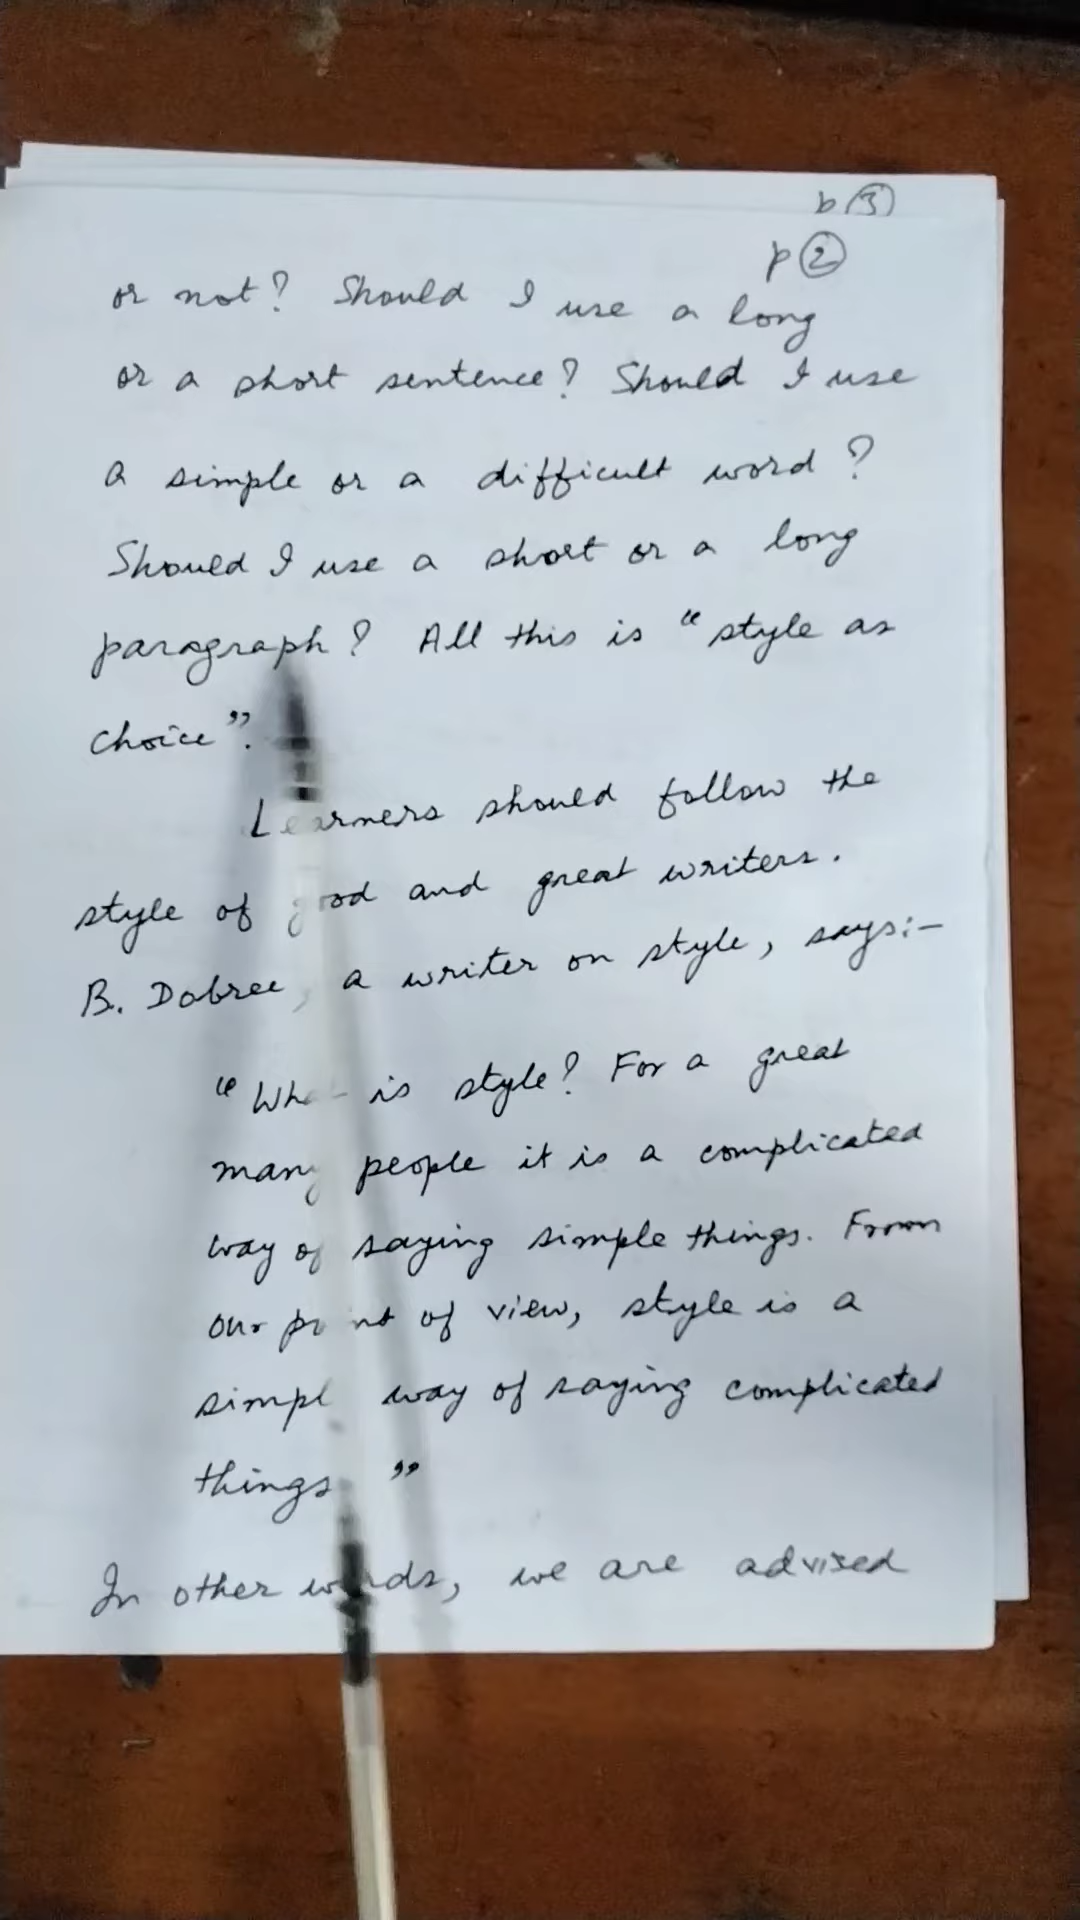 p ③
p ②
or not? Should I use a long
or a short sentence? Should I use
a simple or a difficult word?
Should I use a short or a long
paragraph? All this is "style as
choice".
Learners should follow the
style of good and great writers.
B. Dobree, a writer on style, says:-
"What is style? For a great
many people it is a complicated
way of saying simple things. From
our point of view, style is a
simple way of saying complicated
things."
In other words, we are advised